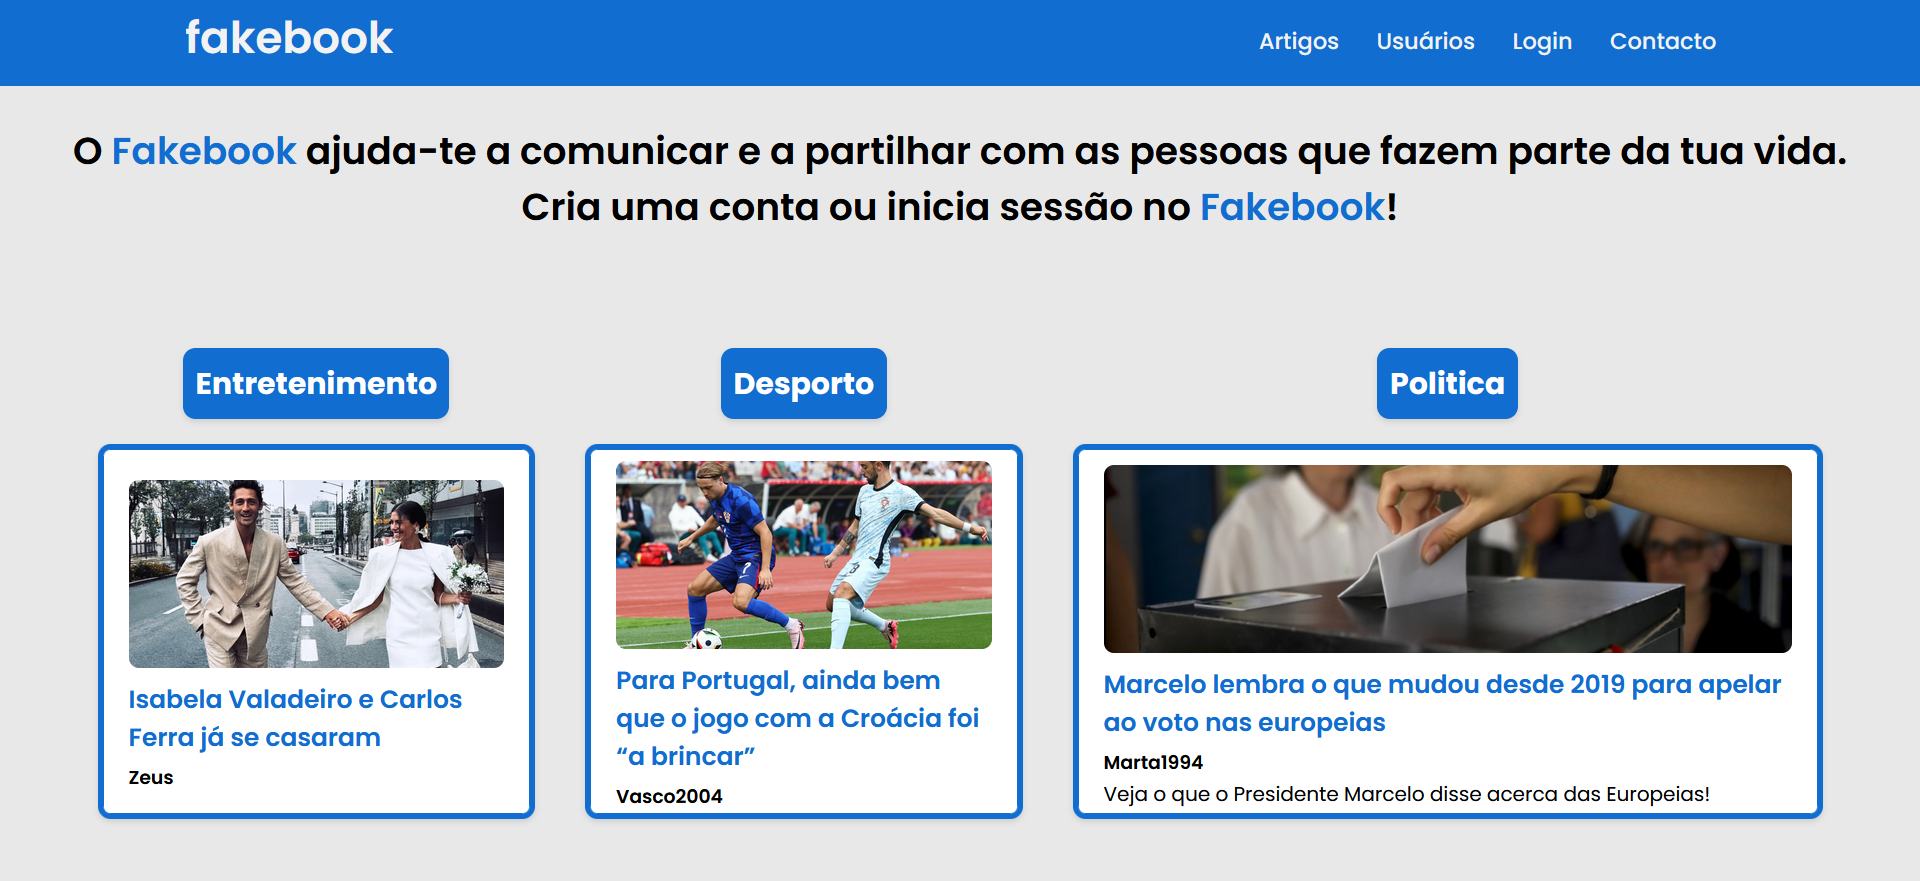 fakebook
Artigos Usuários Login Contacto
O Fakebook ajuda-te a comunicar e a partilhar com as pessoas que fazem parte da tua vida.
Cria uma conta ou inicia sessão no Fakebook!
Entretenimento
Isabela Valadeiro e Carlos
Ferra já se casaram
Zeus
Desporto
Para Portugal, ainda bem
que o jogo com a Croácia foi
“a brincar”
Vasco2004
Politica
Marcelo lembra o que mudou desde 2019 para apelar
ao voto nas europeias
Marta1994
Veja o que o Presidente Marcelo disse acerca das Europeias!